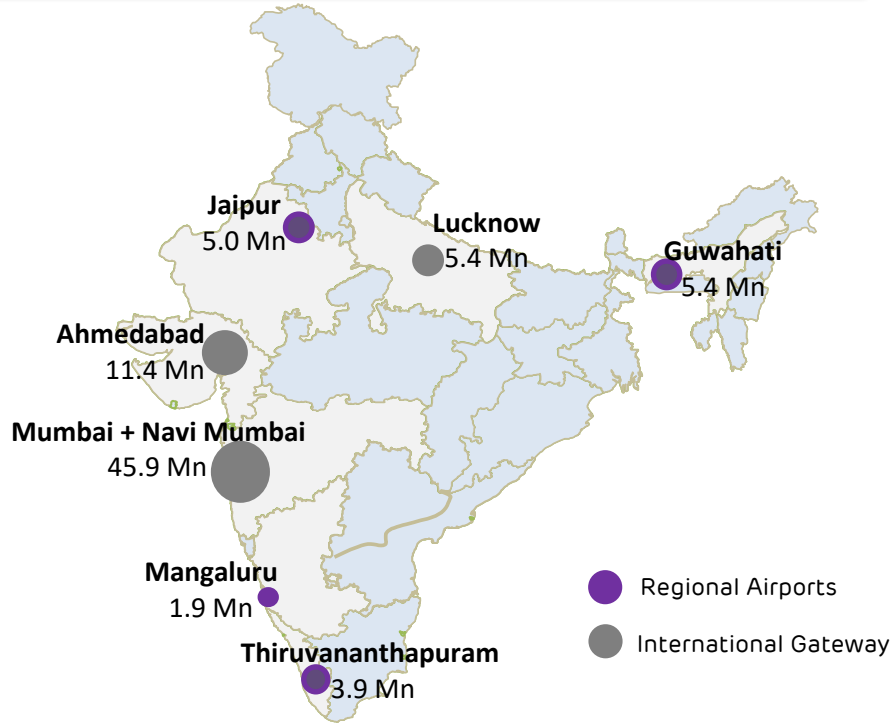 Jaipur
5.0 Mn
Lucknow
5.4 Mn
Guwahati
5.4 Mn
Ahmedabad
11.4 Mn
Mumbai + Navi Mumbai
45.9 Mn
Mangaluru
1.9 Mn
Thiruvananthapuram
3.9 Mn
Regional Airports
International Gateway